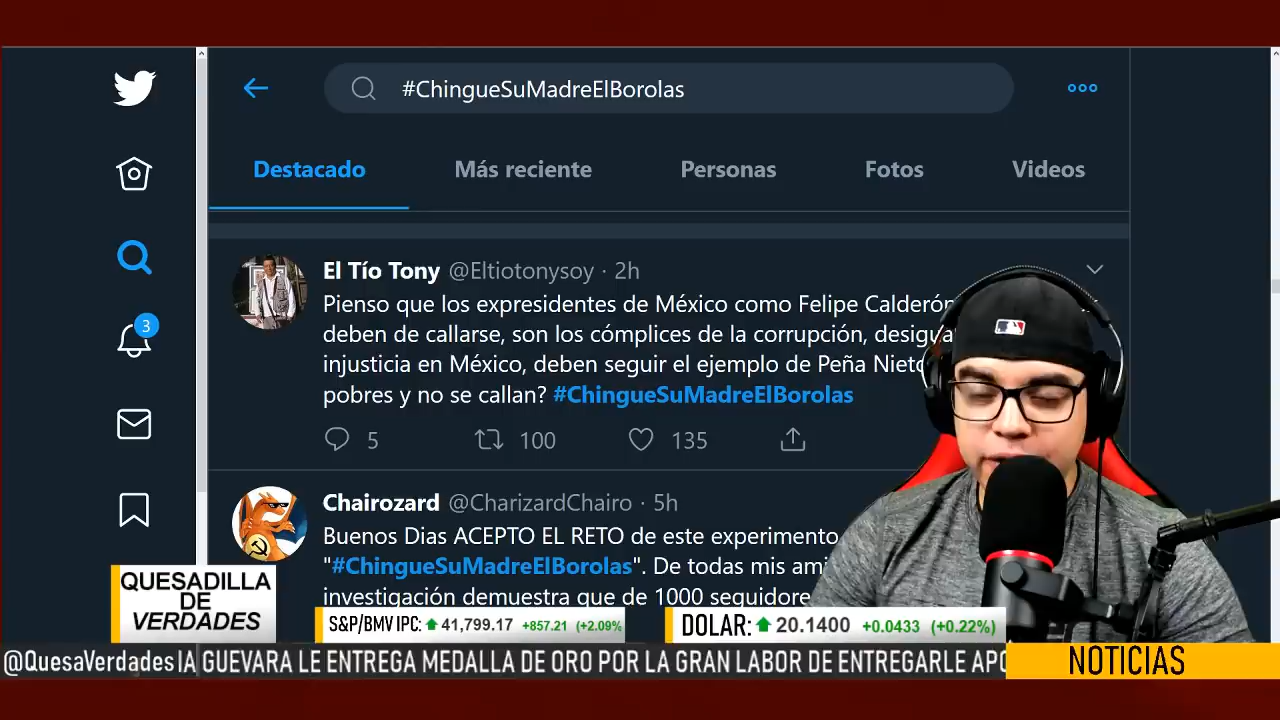 #ChingueSuMadreElBorolas
Destacado
Más reciente
Personas
Fotos
Videos
El Tío Tony @Eltiotonysoy · 2h
Pienso que los expresidentes de México como Felipe Calderón
deben de callarse, son los cómplices de la corrupción,
injusticia en México, deben seguir el ejemplo de Peña Nieto
pobres y no se callan? #ChingueSuMadreElBorolas
5
100
135
3
Chairozard @CharizardChairo · 5h
Buenos Dias ACEPTO EL RETO de este experimento
"#ChingueSuMadreElBorolas". De todas mis
investigación demuestra que de 1000
QUESADILLA
DE
VERDADES
S&P/BMV IPC: 41,799.17 +857.21 (+2.09%)
DOLAR: 20.1400 +0.0433 (+0.22%)
@QuesaVerdades IA GUEVARA LE ENTREGA MEDALLA DE ORO POR LA GRAN LABOR DE ENTREGARLE
NOTICIAS